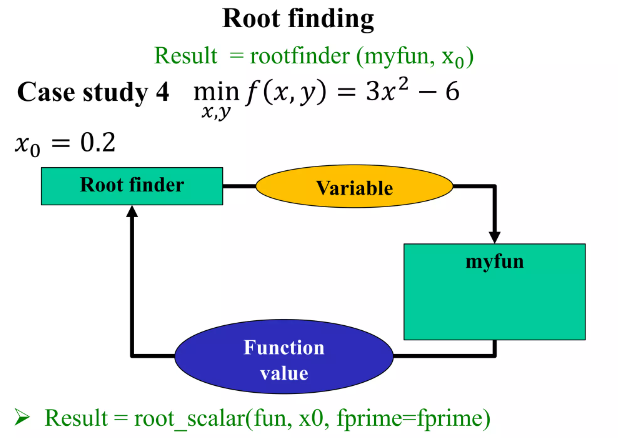 Root finding
Result = rootfinder (myfun, x₀)
Case study 4 min f(x, y) = 3x² − 6
x,y
x₀ = 0.2
Root finder
Variable
myfun
Function
value
➢ Result = root_scalar(fun, x0, fprime=fprime)